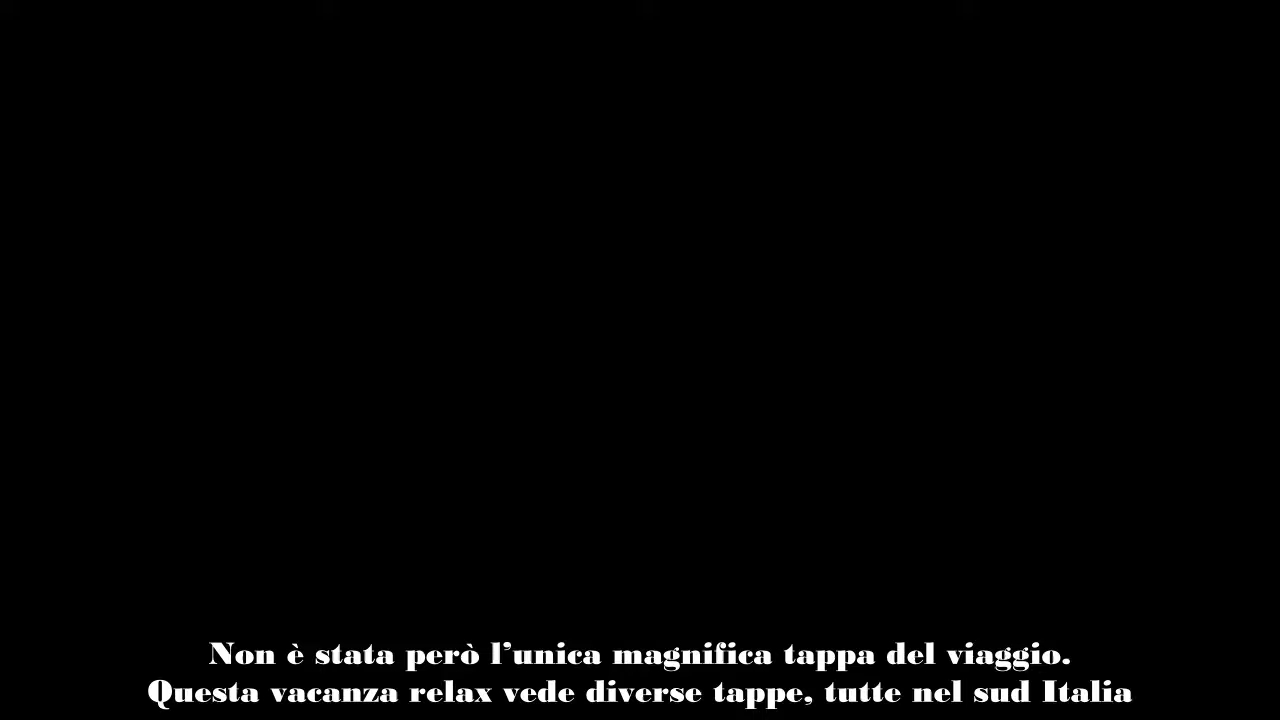 Non è stata però l’unica magnifica tappa del viaggio.
Questa vacanza relax vede diverse tappe, tutte nel sud Italia